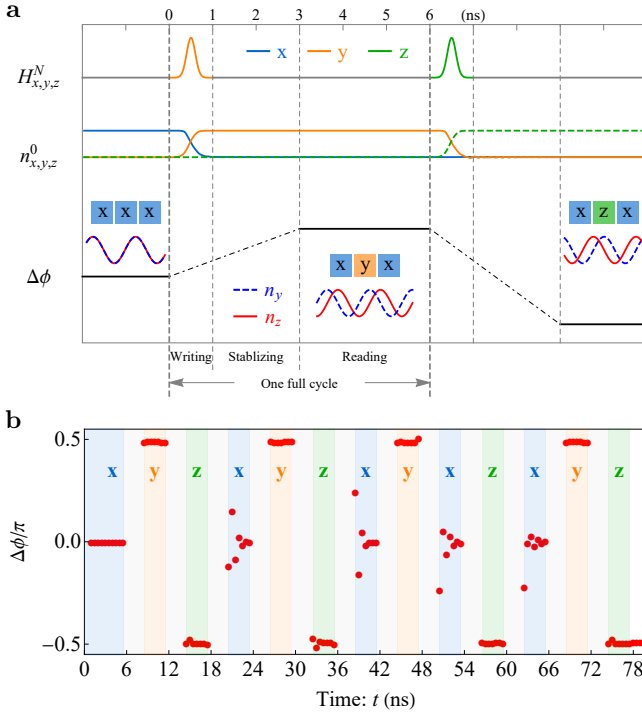 a
0 1 2 3 4 5 6 (ns)
x y z
H^N_{x,y,z}
n^0_{x,y,z}
x x x
x z x
x y x
Δϕ
n_y
n_z
Writing Stablizing Reading
One full cycle
b
0.5
x y z x y z x y x z x y z
0.0
−0.5
Δϕ/π
0 6 12 18 24 30 36 42 48 54 60 66 72 78
Time: t (ns)